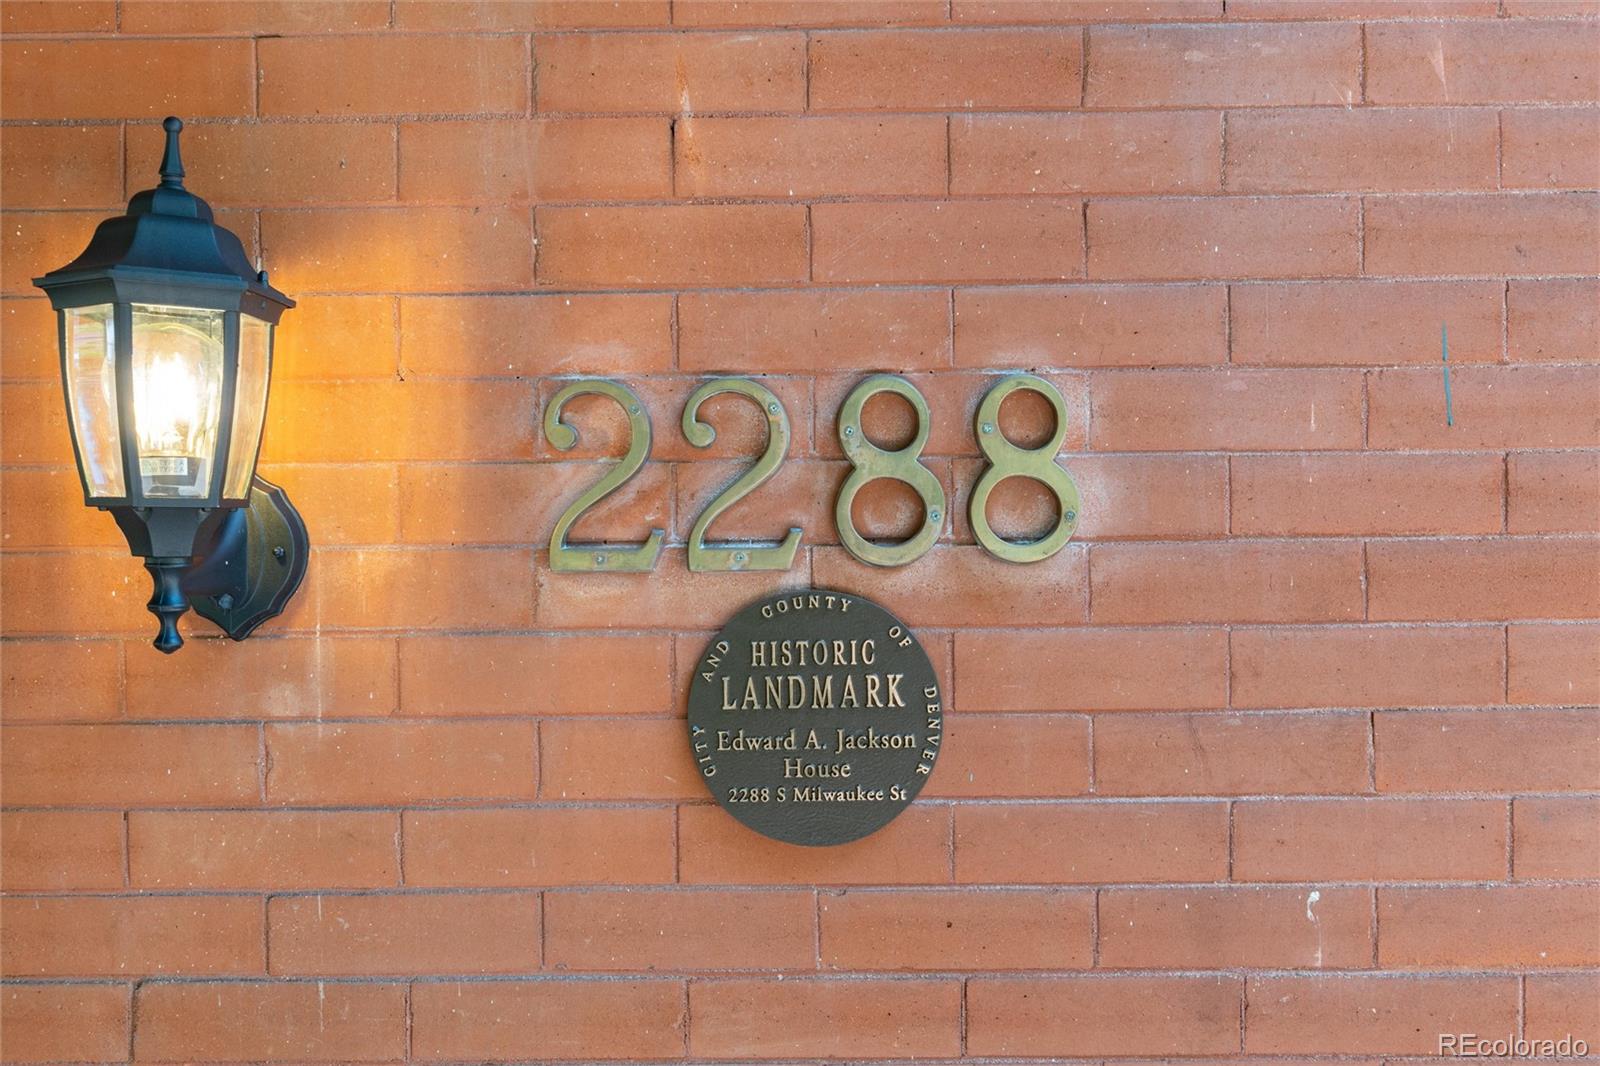 2288
CITY AND COUNTY OF DENVER
HISTORIC
LANDMARK
Edward A. Jackson
House
2288 S Milwaukee St
REcolorado